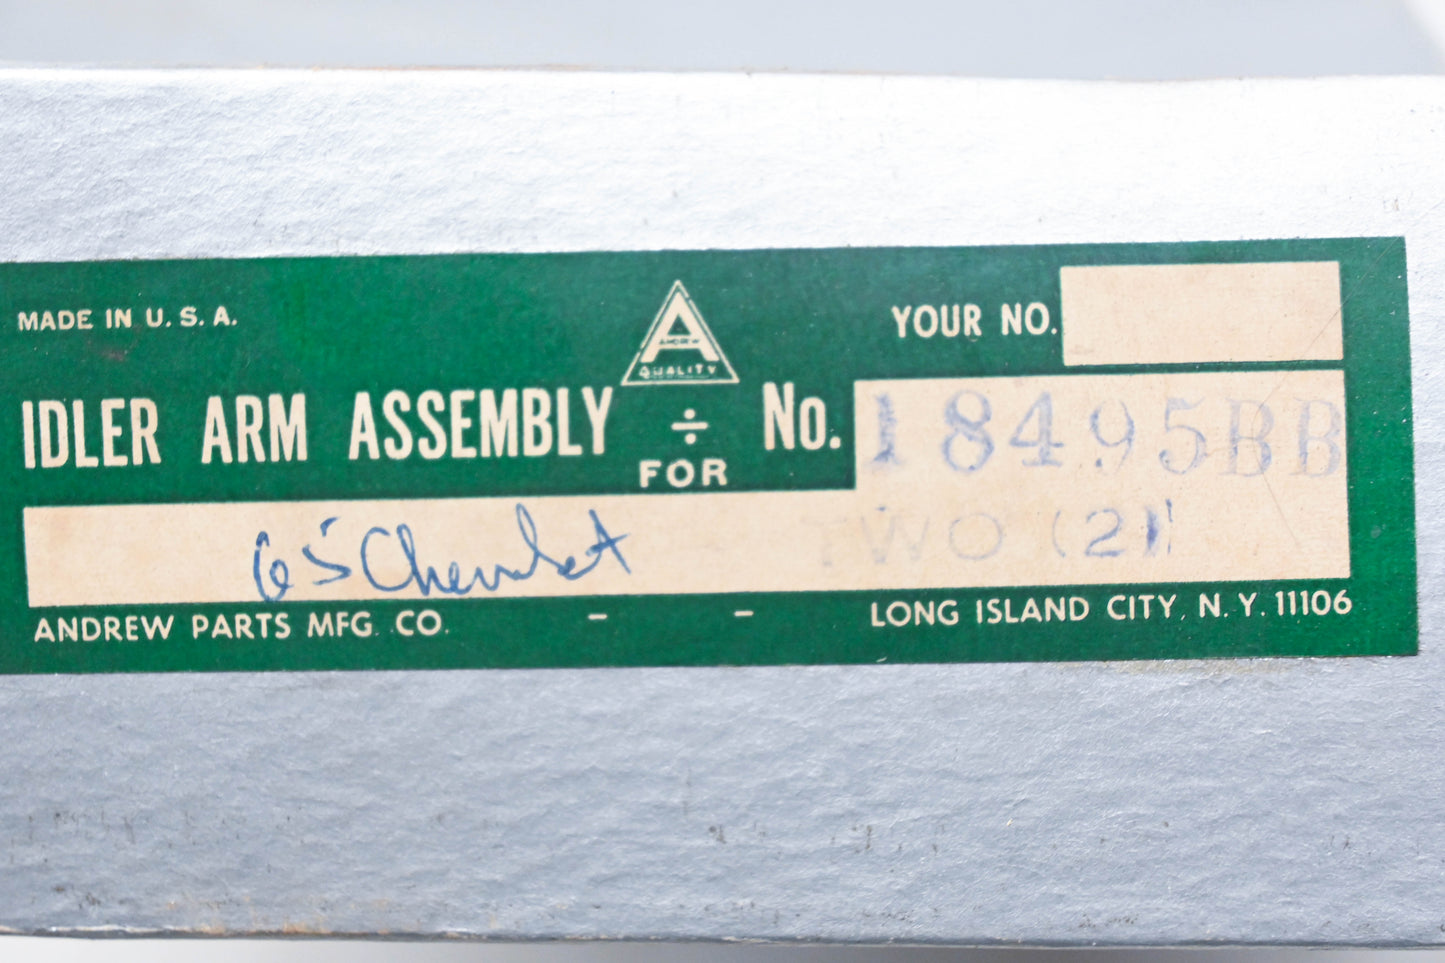 MADE IN U. S. A.
A
ANDREW
QUALITY
YOUR NO.
IDLER ARM ASSEMBLY ÷ No. 18495BB
FOR
TWO (2)
65 Chevrolet
ANDREW PARTS MFG. CO. - - LONG ISLAND CITY, N. Y. 11106